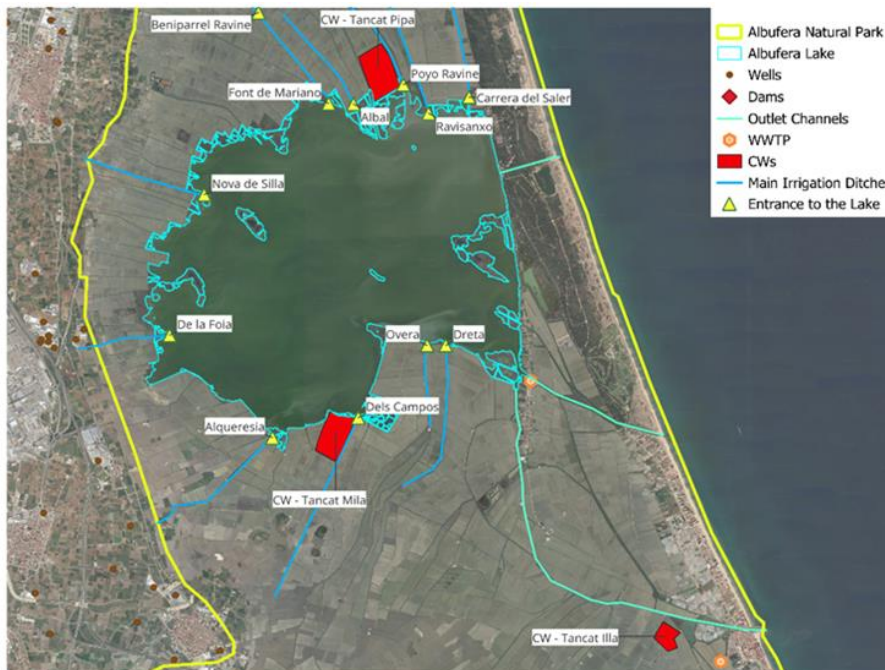 Beniparrel Ravine
CW - Tancat Pipa
Poyo Ravine
Font de Mariano
Carrera del Saler
Albal
Ravisanxo
Nova de Silla
De la Foia
Overa
Dreta
Dels Campos
Alqueresia
CW - Tancat Mila
CW - Tancat Illa
Albufera Natural Park
Albufera Lake
Wells
Dams
Outlet Channels
WWTP
CWs
Main Irrigation Ditche
Entrance to the Lake